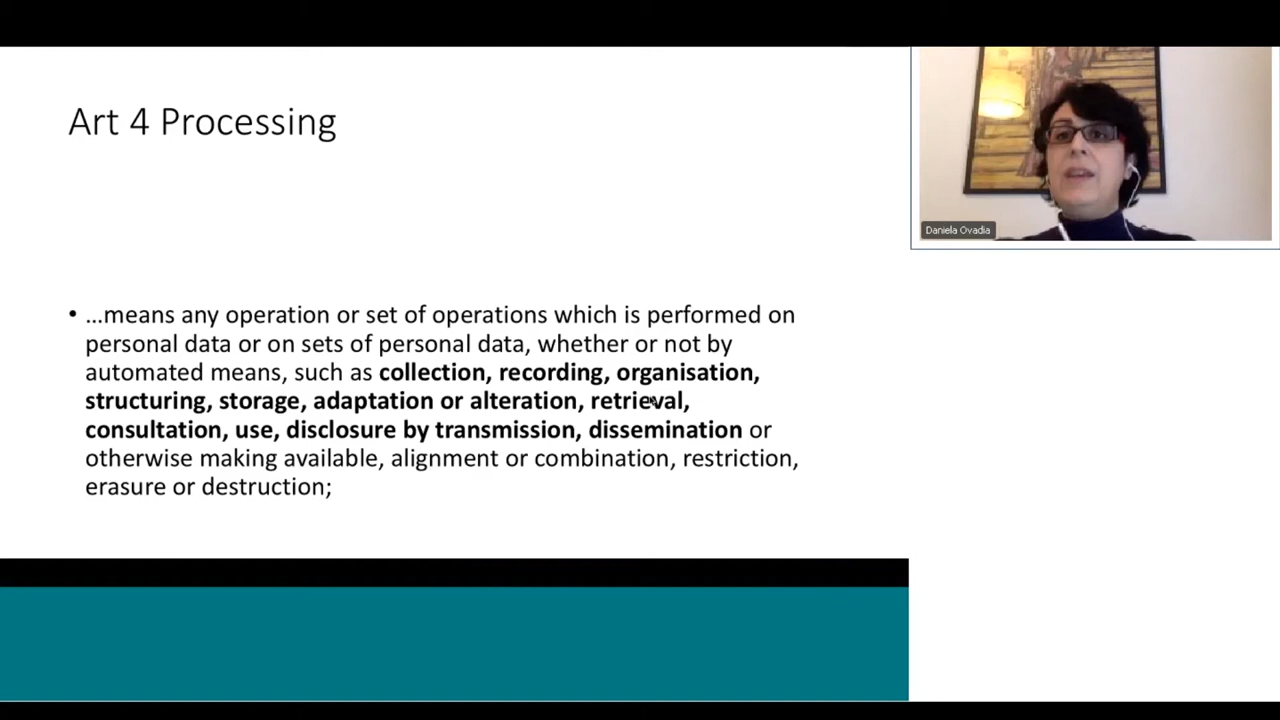 Art 4 Processing
Daniela Ovadia
• ...means any operation or set of operations which is performed on
personal data or on sets of personal data, whether or not by
automated means, such as collection, recording, organisation,
structuring, storage, adaptation or alteration, retrieval,
consultation, use, disclosure by transmission, dissemination or
otherwise making available, alignment or combination, restriction,
erasure or destruction;